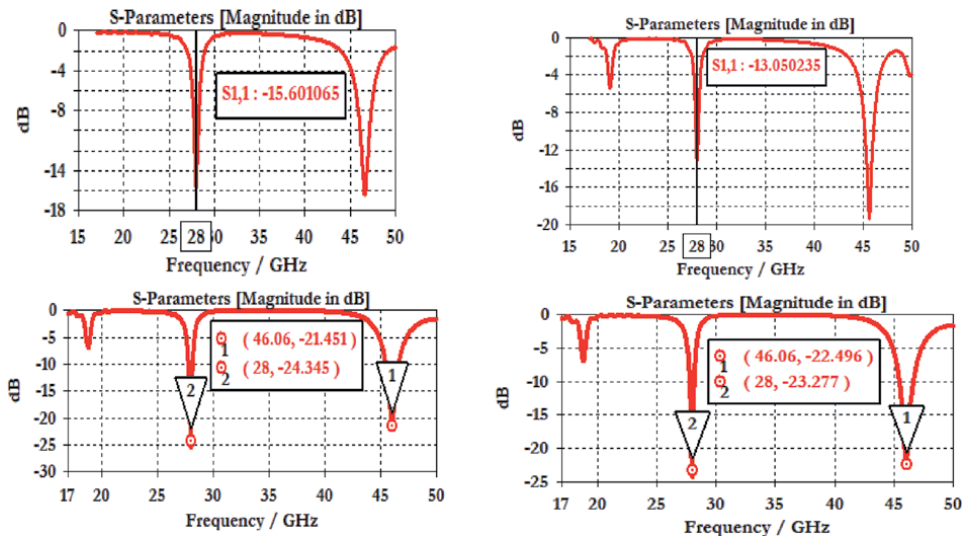 S-Parameters [Magnitude in dB]
0
-4
-8
-14
-18
dB
S1,1 : -15.601065
15 20 25 28 30 35 40 45 50
Frequency / GHz
S-Parameters [Magnitude in dB]
0
-4
-8
-12
-16
-20
dB
S1,1 : -13.050235
15 20 25 28 30 35 40 45 50
Frequency / GHz
S-Parameters [Magnitude in dB]
0
-5
-10
-15
-20
-25
-30
dB
1 ( 46.06, -21.451 )
2 ( 28, -24.345 )
2
1
17 20 25 30 35 40 45 50
Frequency / GHz
S-Parameters [Magnitude in dB]
0
-5
-10
-15
-20
-25
dB
1 ( 46.06, -22.496 )
2 ( 28, -23.277 )
2
1
17 20 25 30 35 40 45 50
Frequency / GHz